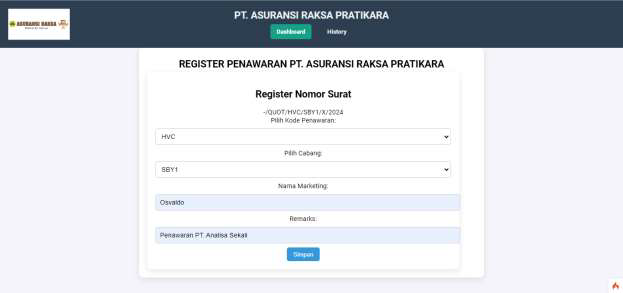 ASURANSI RAKSA
PT. ASURANSI RAKSA PRATIKARA
Dashboard
History
REGISTER PENAWARAN PT. ASURANSI RAKSA PRATIKARA
Register Nomor Surat
-/QUOT/HVC/SBY1/X/2024
Pilih Kode Penawaran:
HVC
Pilih Cabang:
SBY1
Nama Marketing:
Osvaldo
Remarks:
Penawaran PT. Analisa Sekali
Simpan